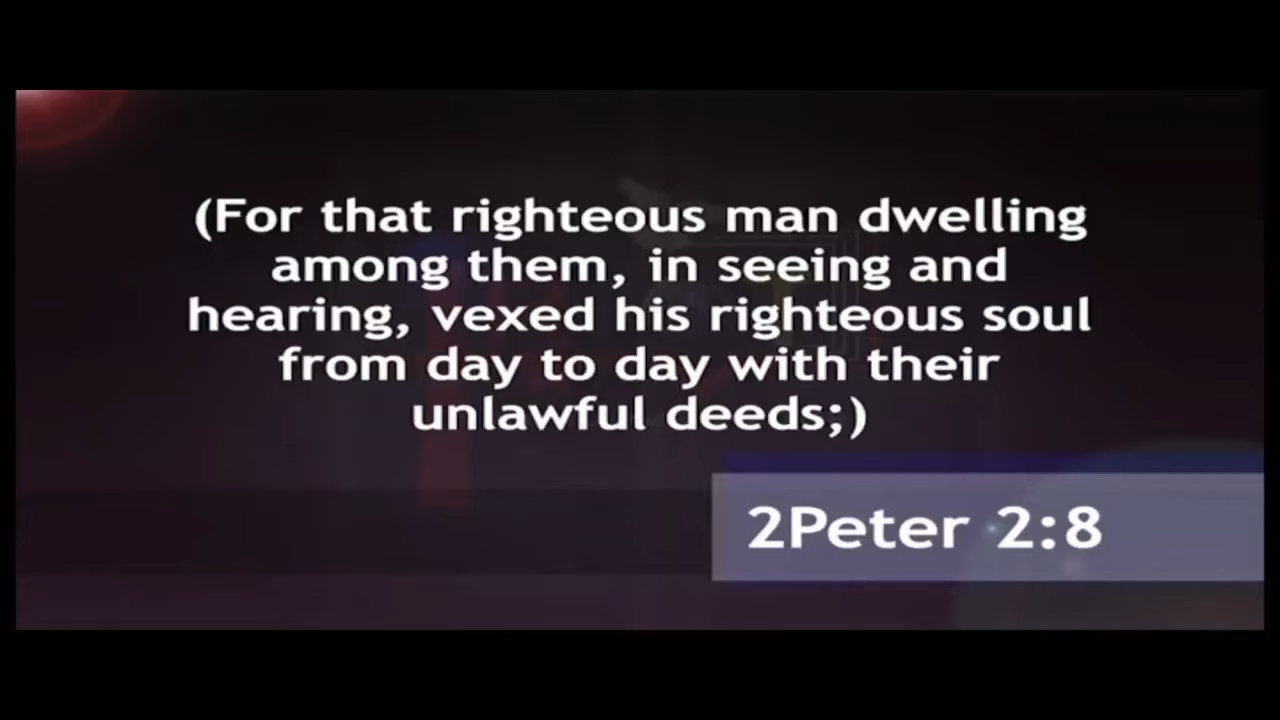 (For that righteous man dwelling
among them, in seeing and
hearing, vexed his righteous soul
from day to day with their
unlawful deeds;)
2Peter 2:8